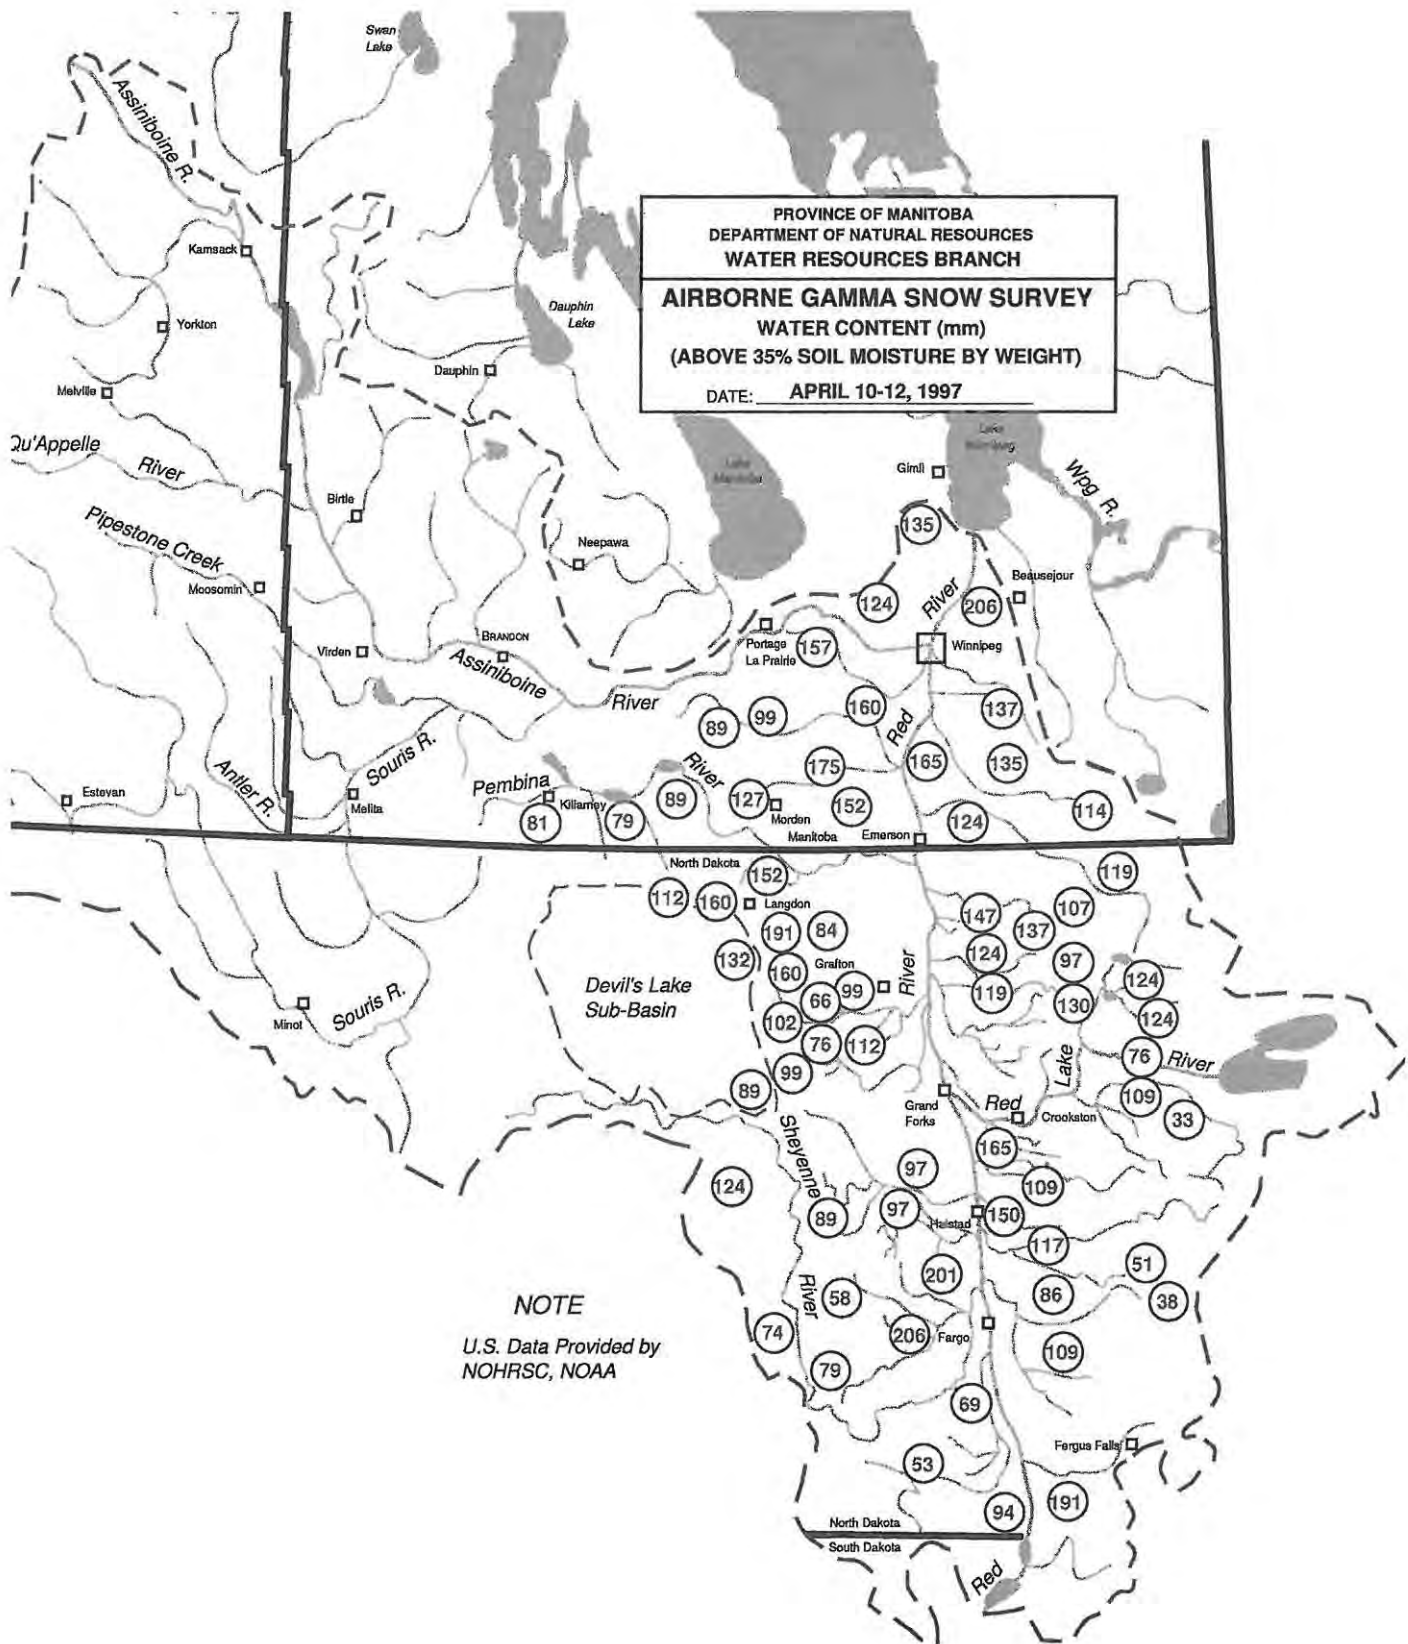 Swan
Lake
Assiniboine R.
PROVINCE OF MANITOBA
DEPARTMENT OF NATURAL RESOURCES
WATER RESOURCES BRANCH
AIRBORNE GAMMA SNOW SURVEY
WATER CONTENT (mm)
(ABOVE 35% SOIL MOISTURE BY WEIGHT)
DATE: APRIL 10-12, 1997
Kamsack
Yorkton
Dauphin
Lake
Dauphin
Melville
Qu'Appelle
River
Lake
Manitoba
Lake
Winnipeg
Gimli
Wpg R.
Birtle
Pipestone Creek
Neepawa
135
Moosomin
Beausejour
124
River
206
Virden
BRANDON
Assiniboine
River
Portage
La Prairie
157
Winnipeg
89
99
160
Red
137
Souris R.
Antler R.
Estevan
Melita
Pembina
River
175
165
135
Killarney
81
79
89
127
Morden
152
Manitoba
Emerson
124
114
North Dakota
152
119
112
160
Langdon
191
84
147
137
107
132
Grafton
160
124
97
124
Devil's Lake
Sub-Basin
66
99
River
119
130
124
Minot
Souris R.
102
76
112
76
River
89
99
Lake
109
33
Grand
Forks
Red
Crookston
Sheyenne
165
124
97
109
89
97
Halstad
150
117
51
201
58
86
38
River
NOTE
U.S. Data Provided by
NOHRSC, NOAA
74
206
Fargo
109
79
69
Fergus Falls
53
94
191
North Dakota
South Dakota
Red